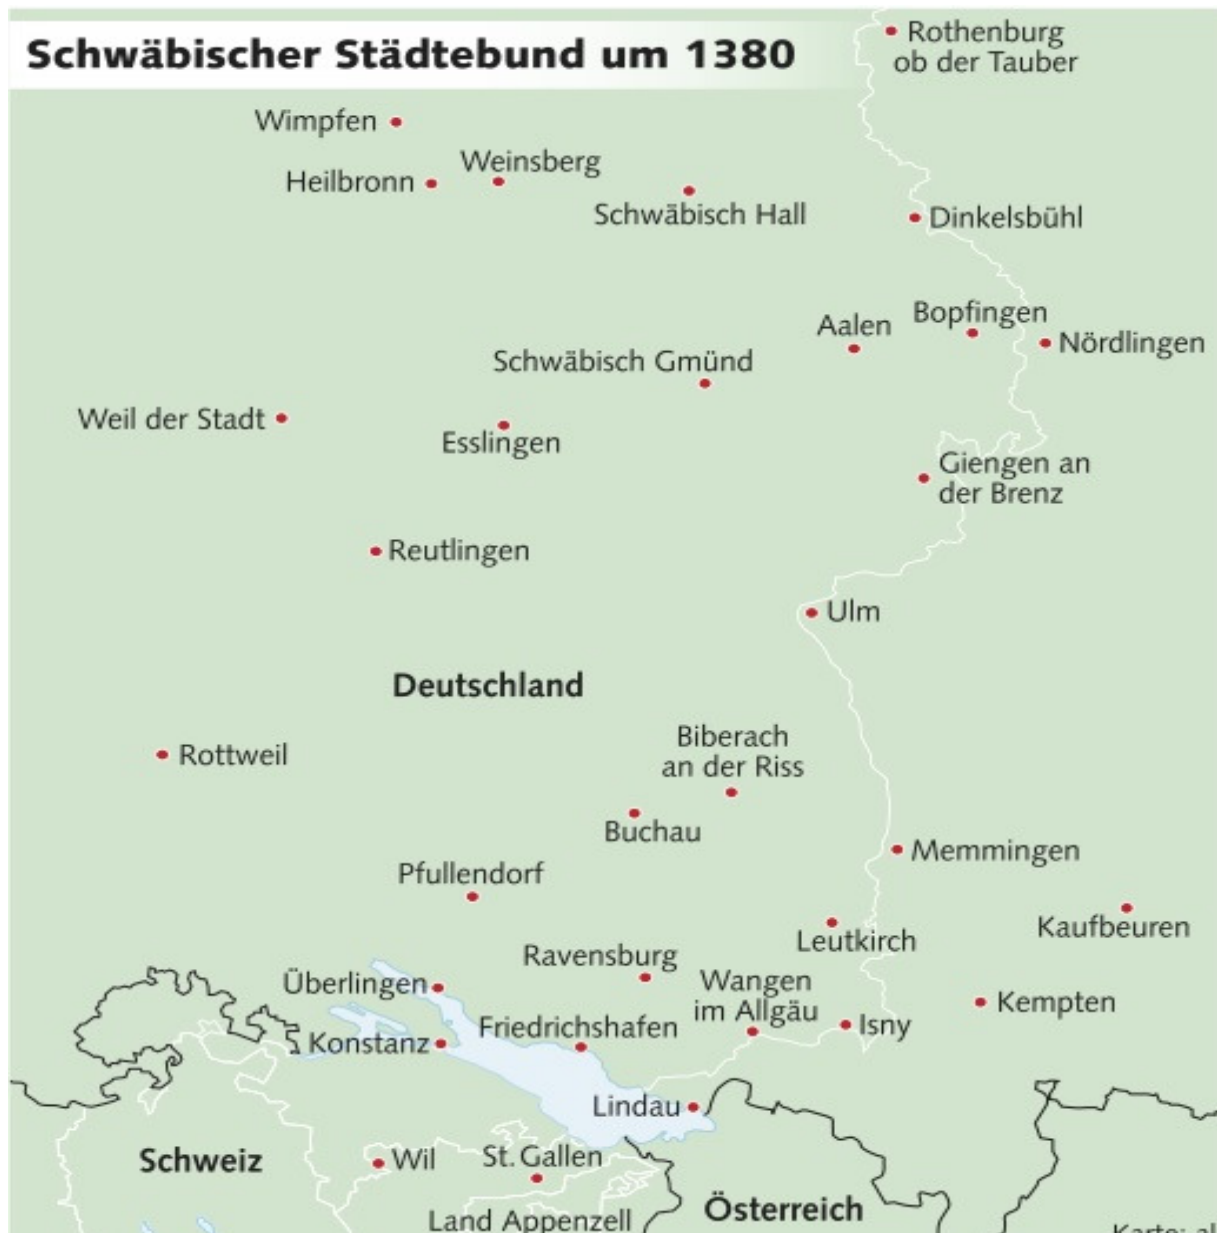 Schwäbischer Städtebund um 1380
Rothenburg
ob der Tauber
Wimpfen
Weinsberg
Heilbronn
Schwäbisch Hall
Dinkelsbühl
Bopfingen
Aalen
Nördlingen
Schwäbisch Gmünd
Weil der Stadt
Esslingen
Giengen an
der Brenz
Reutlingen
Ulm
Deutschland
Biberach
an der Riss
Rottweil
Buchau
Memmingen
Pfullendorf
Kaufbeuren
Leutkirch
Ravensburg
Überlingen
Wangen
im Allgäu
Kempten
Isny
Friedrichshafen
Konstanz
Lindau
Schweiz
Wil
St. Gallen
Österreich
Land Appenzell